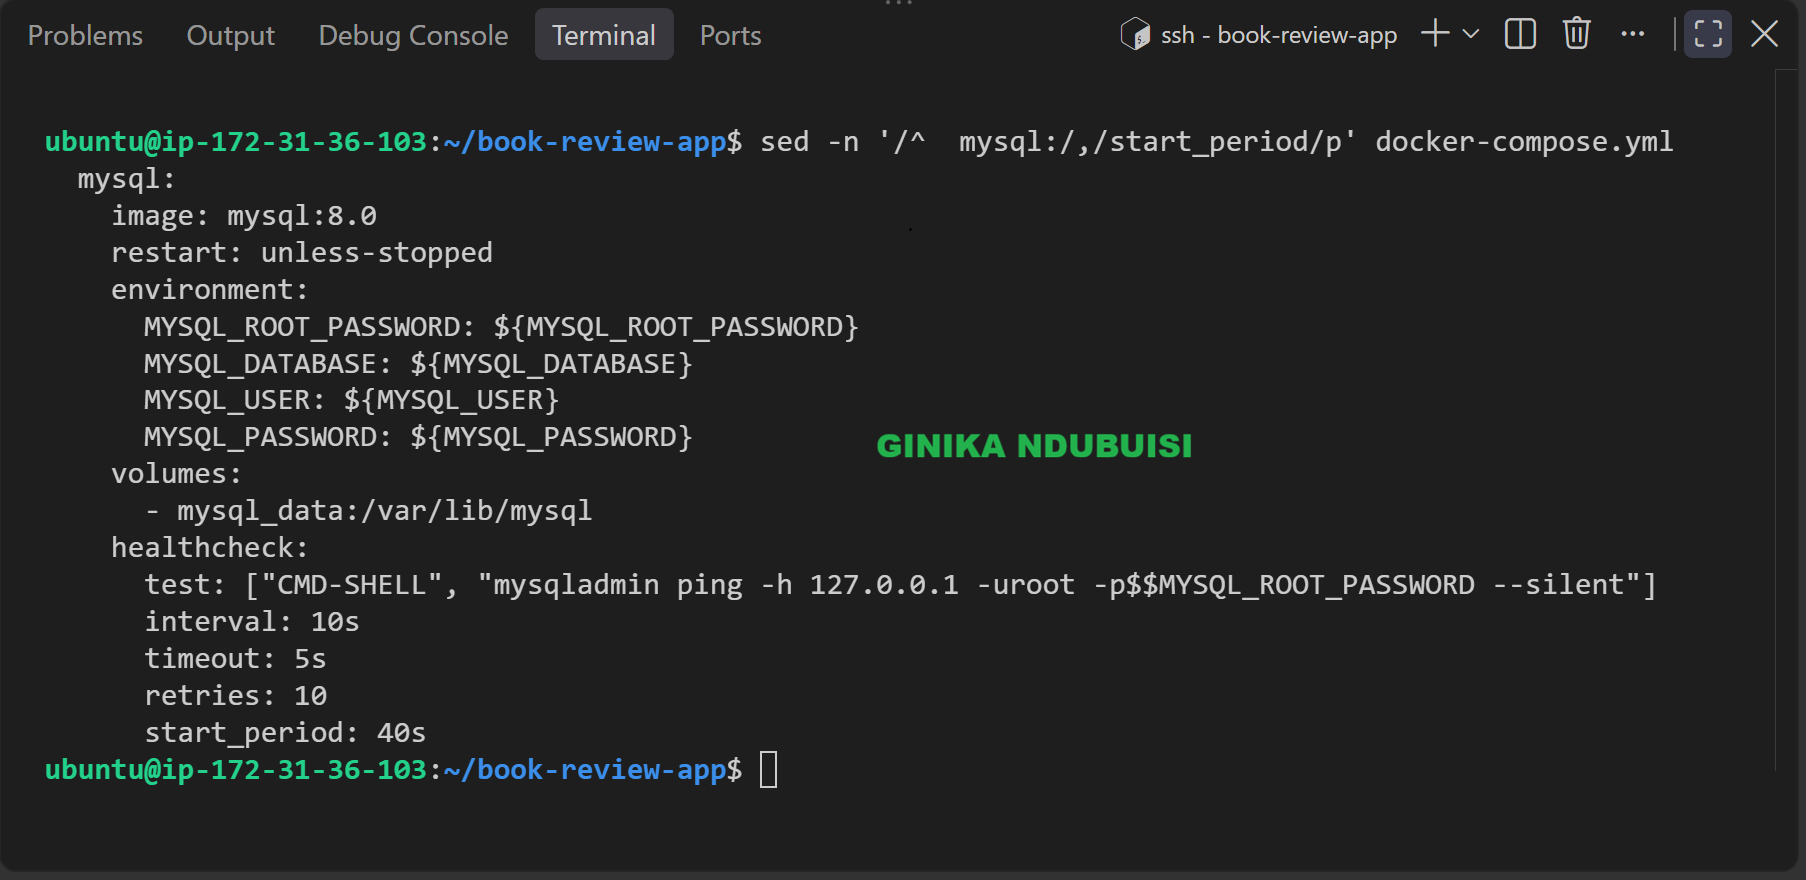 Problems Output Debug Console Terminal Ports ssh - book-review-app
ubuntu@ip-172-31-36-103:~/book-review-app$ sed -n '/^  mysql:/,/start_period/p' docker-compose.yml
  mysql:
    image: mysql:8.0
    restart: unless-stopped
    environment:
      MYSQL_ROOT_PASSWORD: ${MYSQL_ROOT_PASSWORD}
      MYSQL_DATABASE: ${MYSQL_DATABASE}
      MYSQL_USER: ${MYSQL_USER}
      MYSQL_PASSWORD: ${MYSQL_PASSWORD}
GINIKA NDUBUISI
    volumes:
      - mysql_data:/var/lib/mysql
    healthcheck:
      test: ["CMD-SHELL", "mysqladmin ping -h 127.0.0.1 -uroot -p$$MYSQL_ROOT_PASSWORD --silent"]
      interval: 10s
      timeout: 5s
      retries: 10
      start_period: 40s
ubuntu@ip-172-31-36-103:~/book-review-app$